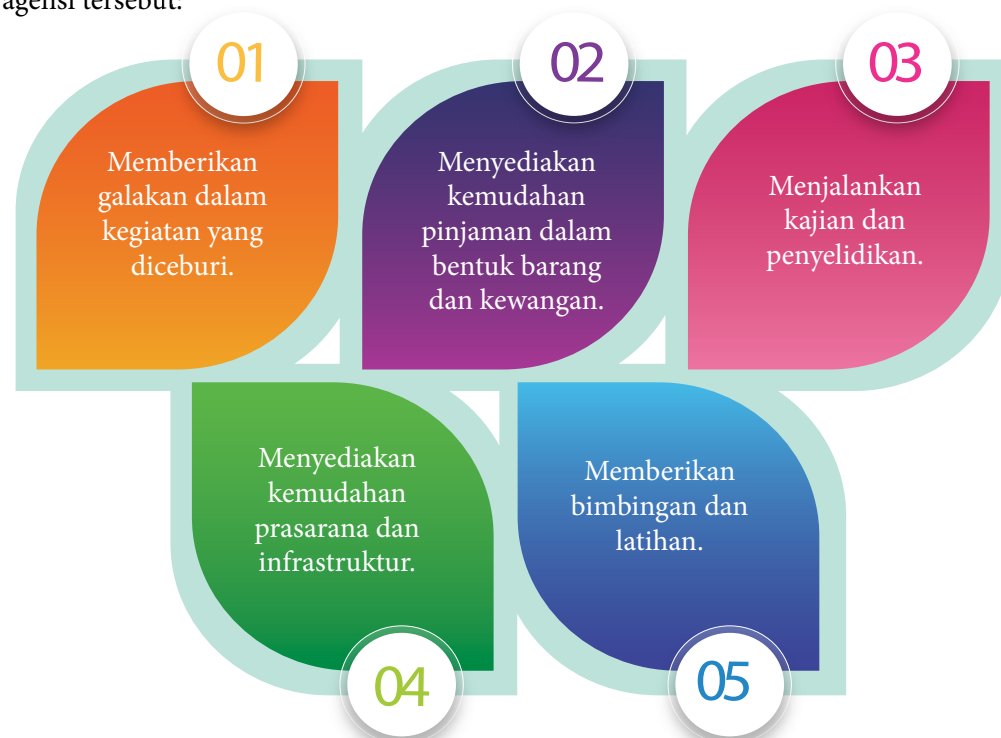 agensi tersebut:
01
Memberikan
galakan dalam
kegiatan yang
diceburi.
02
Menyediakan
kemudahan
pinjaman dalam
bentuk barang
dan kewangan.
03
Menjalankan
kajian dan
penyelidikan.
Menyediakan
kemudahan
prasarana dan
infrastruktur.
04
Memberikan
bimbingan dan
latihan.
05